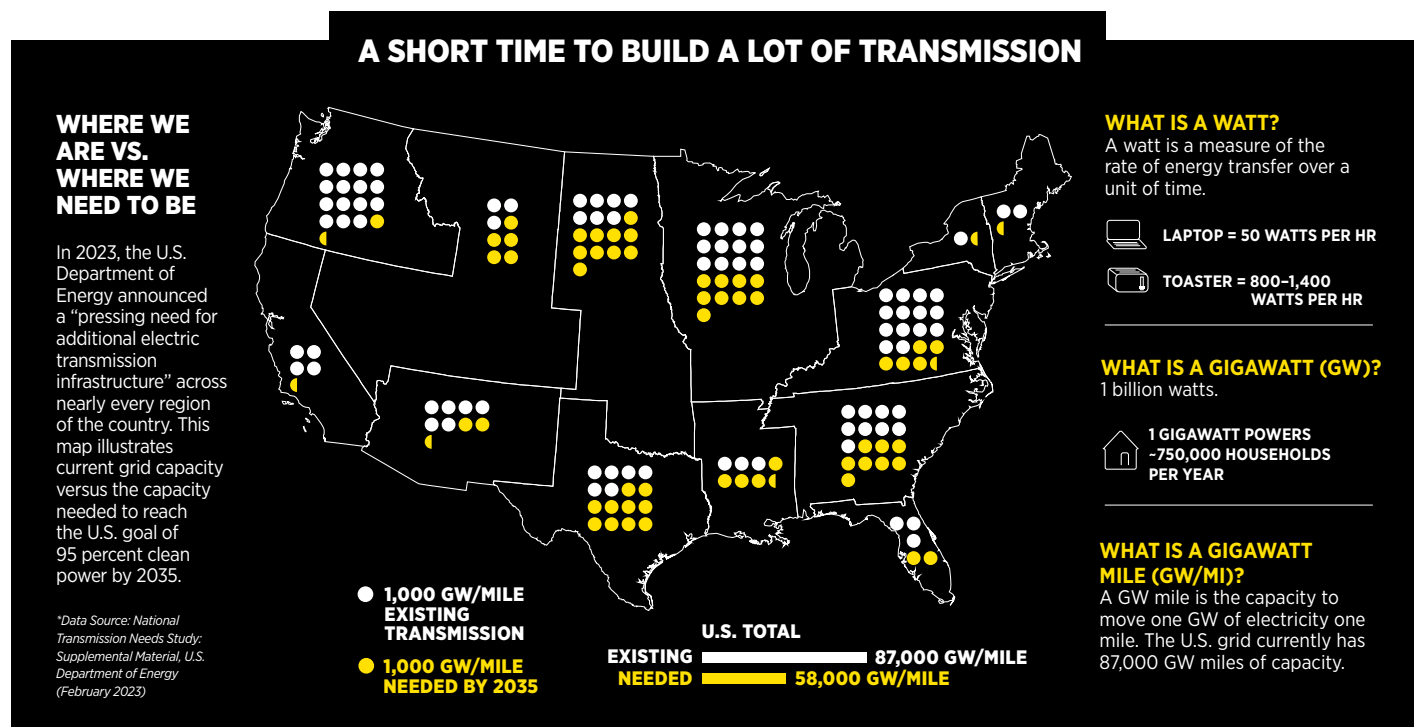 A SHORT TIME TO BUILD A LOT OF TRANSMISSION
WHERE WE
ARE VS.
WHERE WE
NEED TO BE
In 2023, the U.S.
Department of
Energy announced
a “pressing need for
additional electric
transmission
infrastructure” across
nearly every region
of the country. This
map illustrates
current grid capacity
versus the capacity
needed to reach
the U.S. goal of
95 percent clean
power by 2035.
*Data Source: National
Transmission Needs Study:
Supplemental Material, U.S.
Department of Energy
(February 2023)
1,000 GW/MILE
EXISTING
TRANSMISSION
1,000 GW/MILE
NEEDED BY 2035
U.S. TOTAL
EXISTING 87,000 GW/MILE
NEEDED 58,000 GW/MILE
WHAT IS A WATT?
A watt is a measure of the
rate of energy transfer over a
unit of time.
LAPTOP = 50 WATTS PER HR
TOASTER = 800–1,400
WATTS PER HR
WHAT IS A GIGAWATT (GW)?
1 billion watts.
1 GIGAWATT POWERS
~750,000 HOUSEHOLDS
PER YEAR
WHAT IS A GIGAWATT
MILE (GW/MI)?
A GW mile is the capacity to
move one GW of electricity one
mile. The U.S. grid currently has
87,000 GW miles of capacity.